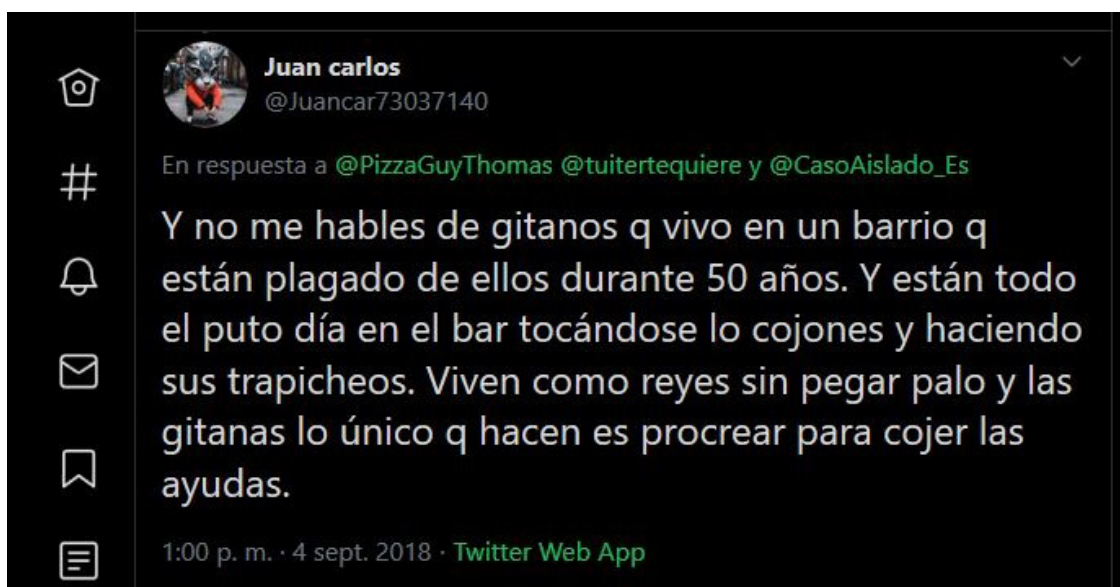 Juan carlos
@Juancar73037140
En respuesta a @PizzaGuyThomas @tuitertequiere y @CasoAislado_Es
Y no me hables de gitanos q vivo en un barrio q
están plagado de ellos durante 50 años. Y están todo
el puto día en el bar tocándose lo cojones y haciendo
sus trapicheos. Viven como reyes sin pegar palo y las
gitanas lo único q hacen es procrear para cojer las
ayudas.
1:00 p. m. · 4 sept. 2018 · Twitter Web App